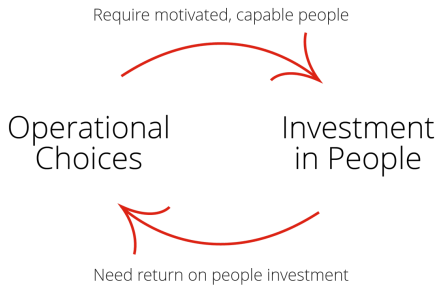 Require motivated, capable people
Operational
Choices
Investment
in People
Need return on people investment